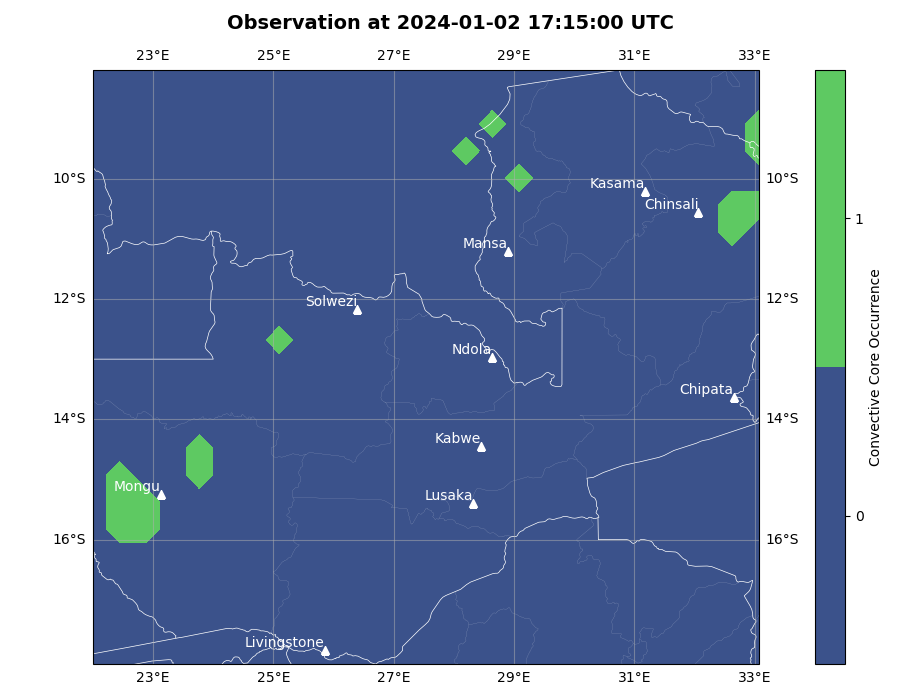 Observation at 2024-01-02 17:15:00 UTC
23°E 25°E 27°E 29°E 31°E 33°E
10°S 10°S
Kasama
Chinsali
Mansa
12°S 12°S
Solwezi
Ndola
Chipata
14°S 14°S
Kabwe
Mongu
Lusaka
16°S 16°S
Livingstone
23°E 25°E 27°E 29°E 31°E 33°E
1
0
Convective Core Occurrence